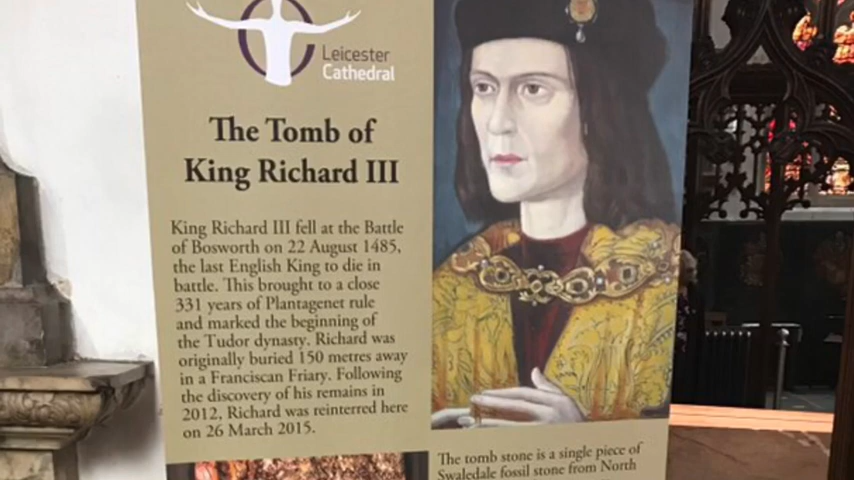 Leicester
Cathedral
The Tomb of
King Richard III
King Richard III fell at the Battle
of Bosworth on 22 August 1485,
the last English King to die in
battle. This brought to a close
331 years of Plantagenet rule
and marked the beginning of
the Tudor dynasty. Richard was
originally buried 150 metres away
in a Franciscan Friary. Following
the discovery of his remains in
2012, Richard was reinterred here
on 26 March 2015.
The tomb stone is a single piece of
Swaledale fossil stone from North